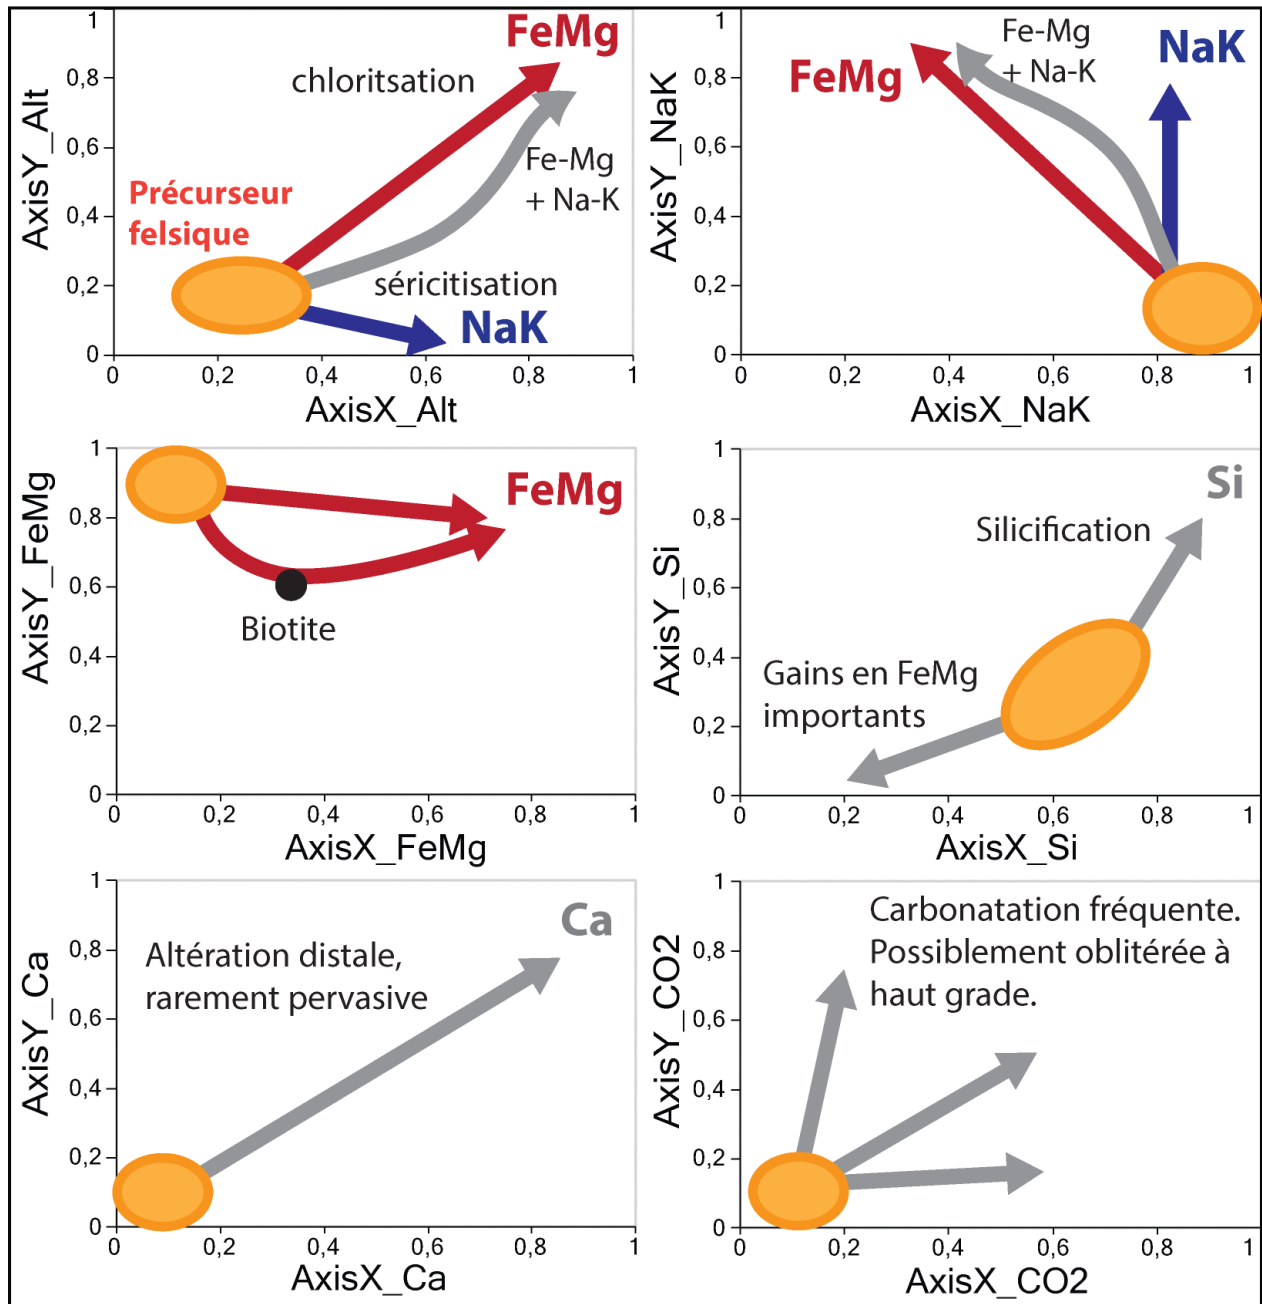 1
0,8
0,6
0,4
0,2
0
0
0,2
0,4
0,6
0,8
1
AxisY_Alt
AxisX_Alt
FeMg
chloritsation
Fe-Mg
+ Na-K
Précurseur
felsique
séricitisation
NaK
1
0,8
0,6
0,4
0,2
0
0
0,2
0,4
0,6
0,8
1
AxisY_NaK
AxisX_NaK
Fe-Mg
+ Na-K
NaK
FeMg
1
0,8
0,6
0,4
0,2
0
0
0,2
0,4
0,6
0,8
1
AxisY_FeMg
AxisX_FeMg
FeMg
Biotite
1
0,8
0,6
0,4
0,2
0
0
0,2
0,4
0,6
0,8
1
AxisY_Si
AxisX_Si
Si
Silicification
Gains en FeMg
importants
1
0,8
0,6
0,4
0,2
0
0
0,2
0,4
0,6
0,8
1
AxisY_Ca
AxisX_Ca
Ca
Altération distale,
rarement pervasive
1
0,8
0,6
0,4
0,2
0
0
0,2
0,4
0,6
0,8
1
AxisY_CO2
AxisX_CO2
Carbonatation fréquente.
Possiblement oblitérée à
haut grade.